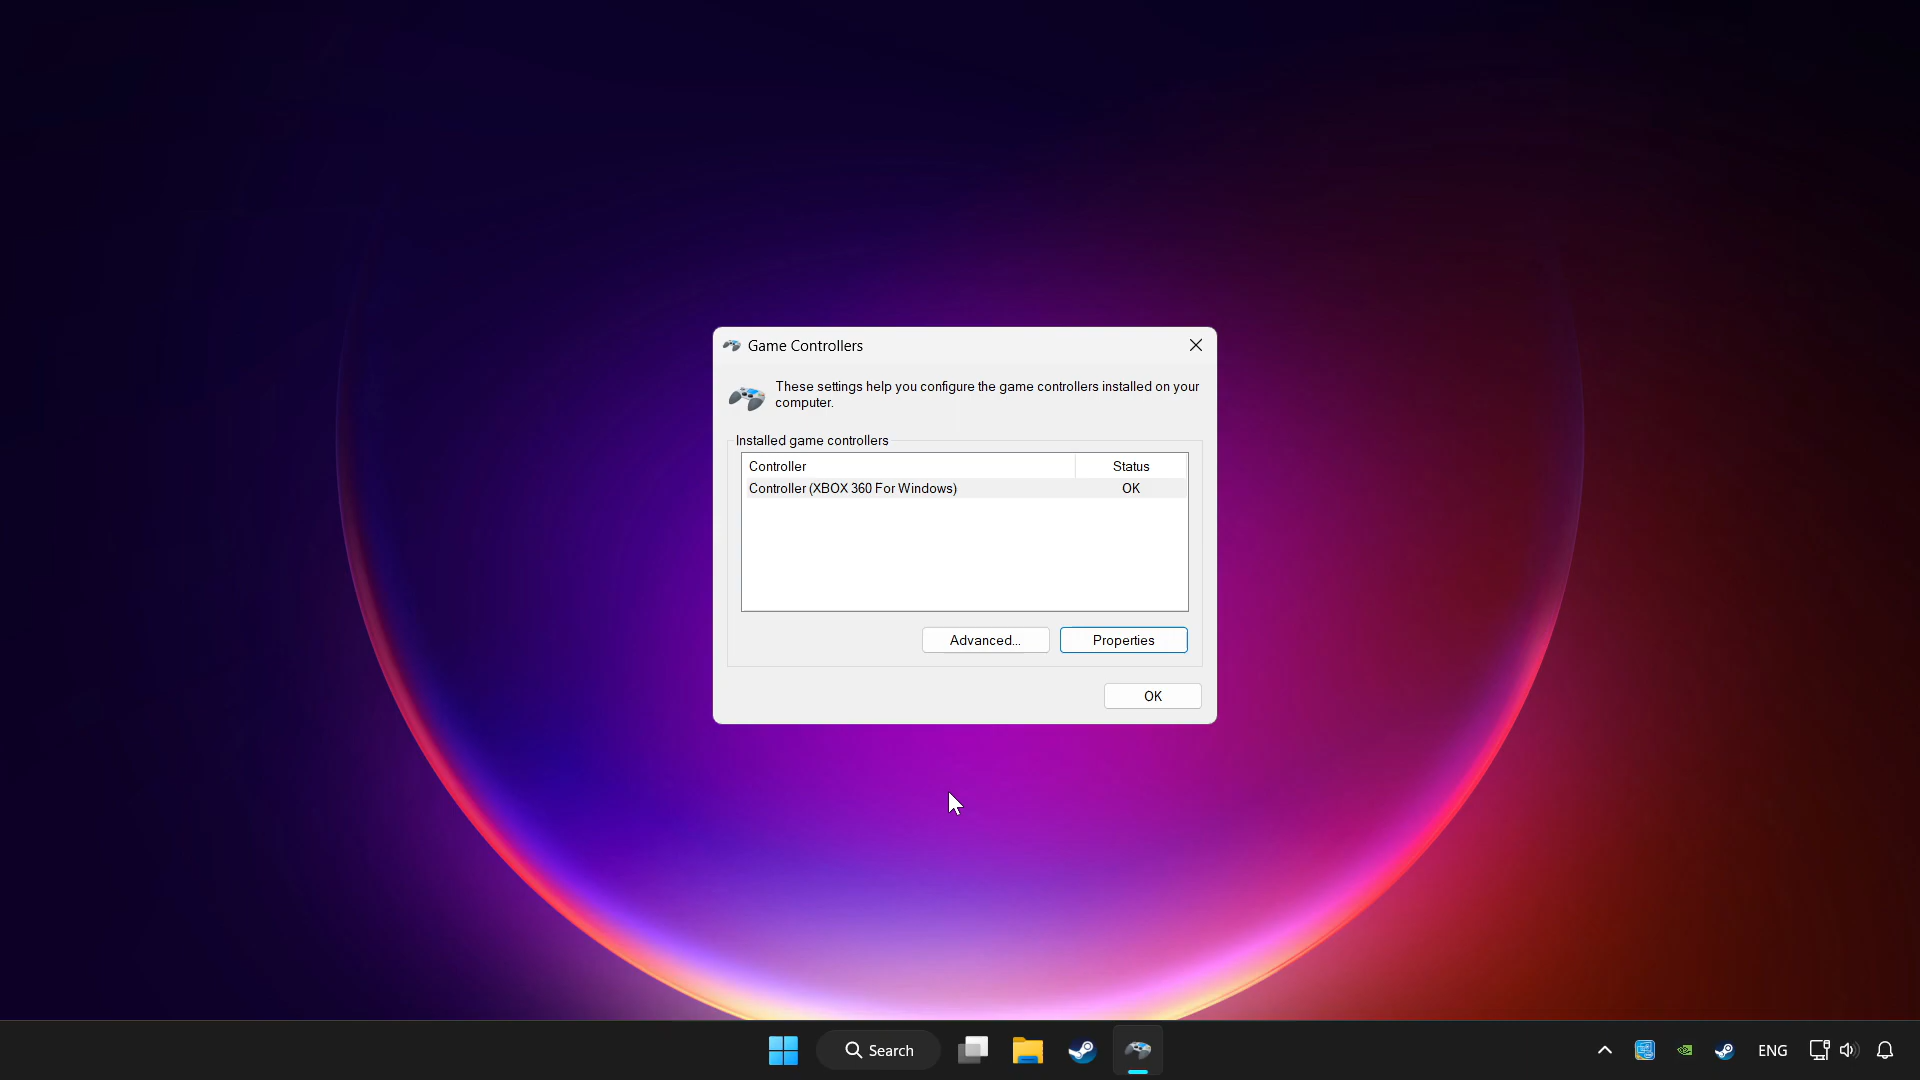 Game Controllers
These settings help you configure the game controllers installed on your
computer.
Installed game controllers
Controller Status
Controller (XBOX 360 For Windows) OK
Advanced... Properties
OK
Search ENG